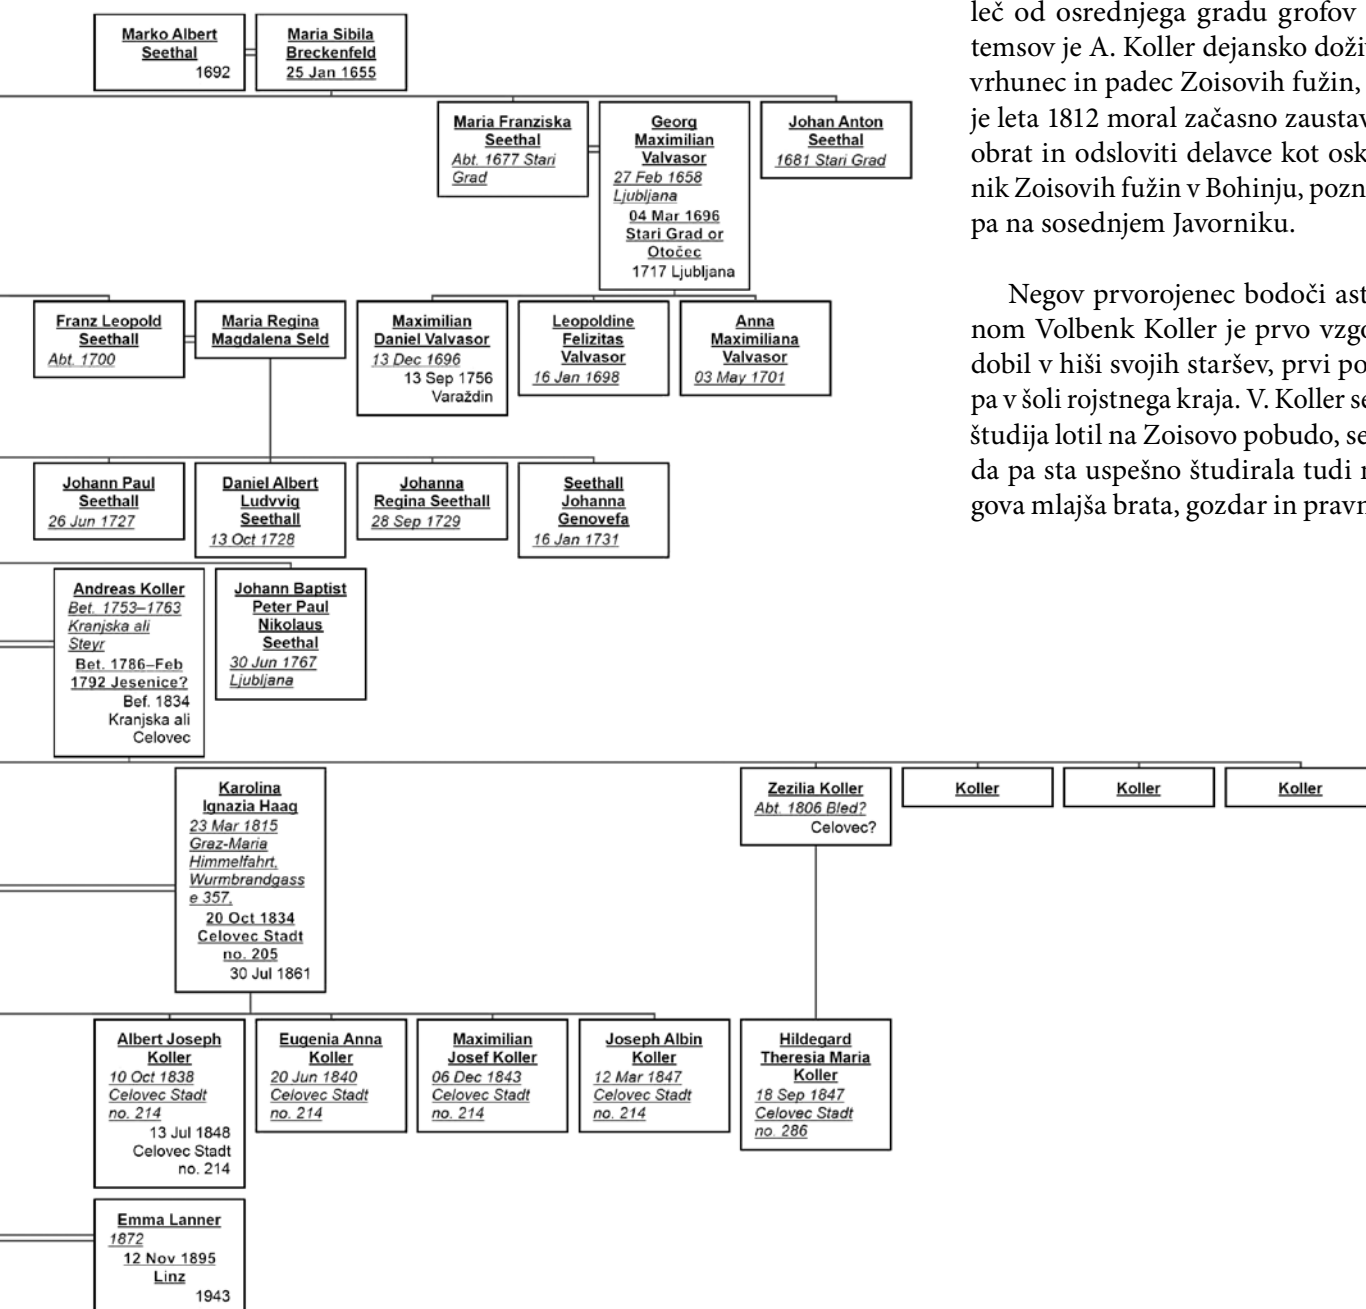 Marko Albert
Seethal
1692
Maria Sibila
Breckenfeld
25 Jan 1655
Maria Franziska
Seethal
Abt. 1677 Stari
Grad
Georg
Maximilian
Valvasor
27 Feb 1658
Ljubljana
04 Mar 1696
Stari Grad or
Otočec
1717 Ljubljana
Johan Anton
Seethal
1681 Stari Grad
Franz Leopold
Seethall
Abt. 1700
Maria Regina
Magdalena Seld
Maximilian
Daniel Valvasor
13 Dec 1696
13 Sep 1756
Varaždin
Leopoldine
Felizitas
Valvasor
16 Jan 1698
Anna
Maximiliana
Valvasor
03 May 1701
Johann Paul
Seethall
26 Jun 1727
Daniel Albert
Ludvvig
Seethall
13 Oct 1728
Johanna
Regina Seethall
28 Sep 1729
Seethall
Johanna
Genovefa
16 Jan 1731
Andreas Koller
Bet. 1753–1763
Kranjska ali
Steyr
Bet. 1786–Feb
1792 Jesenice?
Bef. 1834
Kranjska ali
Celovec
Johann Baptist
Peter Paul
Nikolaus
Seethal
30 Jun 1767
Ljubljana
Karolina
Ignazia Haag
23 Mar 1815
Graz-Maria
Himmelfahrt,
Wurmbrandgass
e 357,
20 Oct 1834
Celovec Stadt
no. 205
30 Jul 1861
Zezilia Koller
Abt. 1806 Bled?
Celovec?
Koller
Koller
Koller
Albert Joseph
Koller
10 Oct 1838
Celovec Stadt
no. 214
13 Jul 1848
Celovec Stadt
no. 214
Eugenia Anna
Koller
20 Jun 1840
Celovec Stadt
no. 214
Maximilian
Josef Koller
06 Dec 1843
Celovec Stadt
no. 214
Joseph Albin
Koller
12 Mar 1847
Celovec Stadt
no. 214
Hildegard
Theresia Maria
Koller
18 Sep 1847
Celovec Stadt
no. 286
Emma Lanner
1872
12 Nov 1895
Linz
1943
leč od osrednjega gradu grofov
temsov je A. Koller dejansko doži
vrhunec in padec Zoisovih fužin,
je leta 1812 moral začasno zaustav
obrat in odsloviti delavce kot osk
nik Zoisovih fužin v Bohinju, pozn
pa na sosednjem Javorniku.
Negov prvorojenec bodoči ast
nom Volbenk Koller je prvo vzgo
dobil v hiši svojih staršev, prvi po
pa v šoli rojstnega kraja. V. Koller se
študija lotil na Zoisovo pobudo, se
da pa sta uspešno študirala tudi
gova mlajša brata, gozdar in pravn